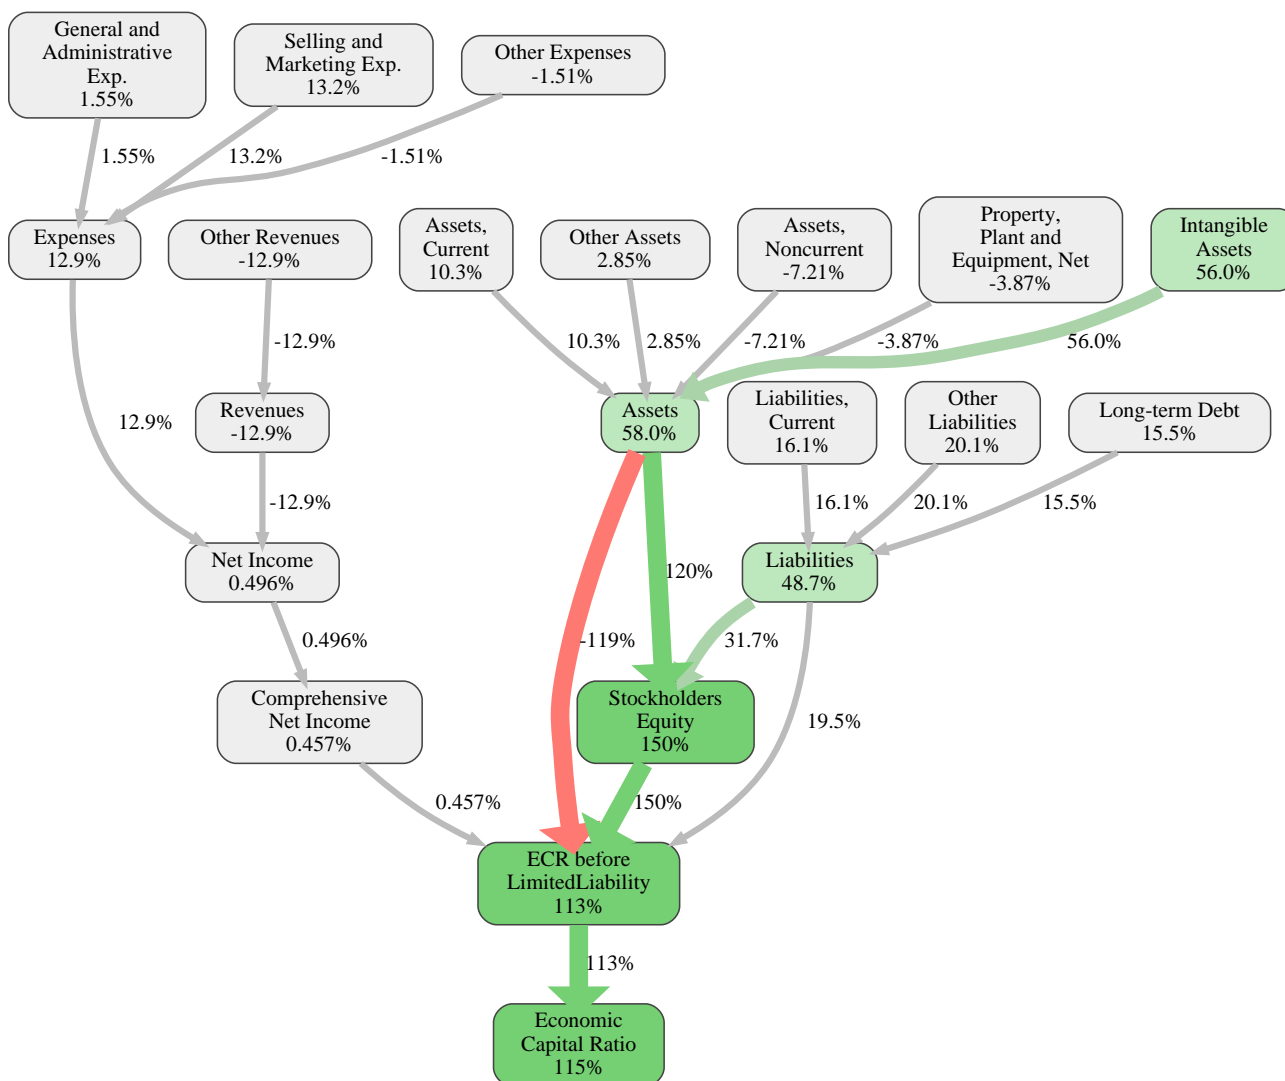 General and
Administrative
Exp.
1.55%
Selling and
Marketing Exp.
13.2%
Other Expenses
-1.51%
1.55%
13.2%
-1.51%
Expenses
12.9%
Other Revenues
-12.9%
Assets,
Current
10.3%
Other Assets
2.85%
Assets,
Noncurrent
-7.21%
Property,
Plant and
Equipment, Net
-3.87%
Intangible
Assets
56.0%
-12.9%
10.3%
2.85%
-7.21%
-3.87%
56.0%
12.9%
Revenues
-12.9%
Assets
58.0%
Liabilities,
Current
16.1%
Other
Liabilities
20.1%
Long-term Debt
15.5%
-12.9%
16.1%
20.1%
15.5%
Net Income
0.496%
120%
Liabilities
48.7%
0.496%
-119%
31.7%
Comprehensive
Net Income
0.457%
Stockholders
Equity
150%
19.5%
0.457%
150%
ECR before
LimitedLiability
113%
113%
Economic
Capital Ratio
115%